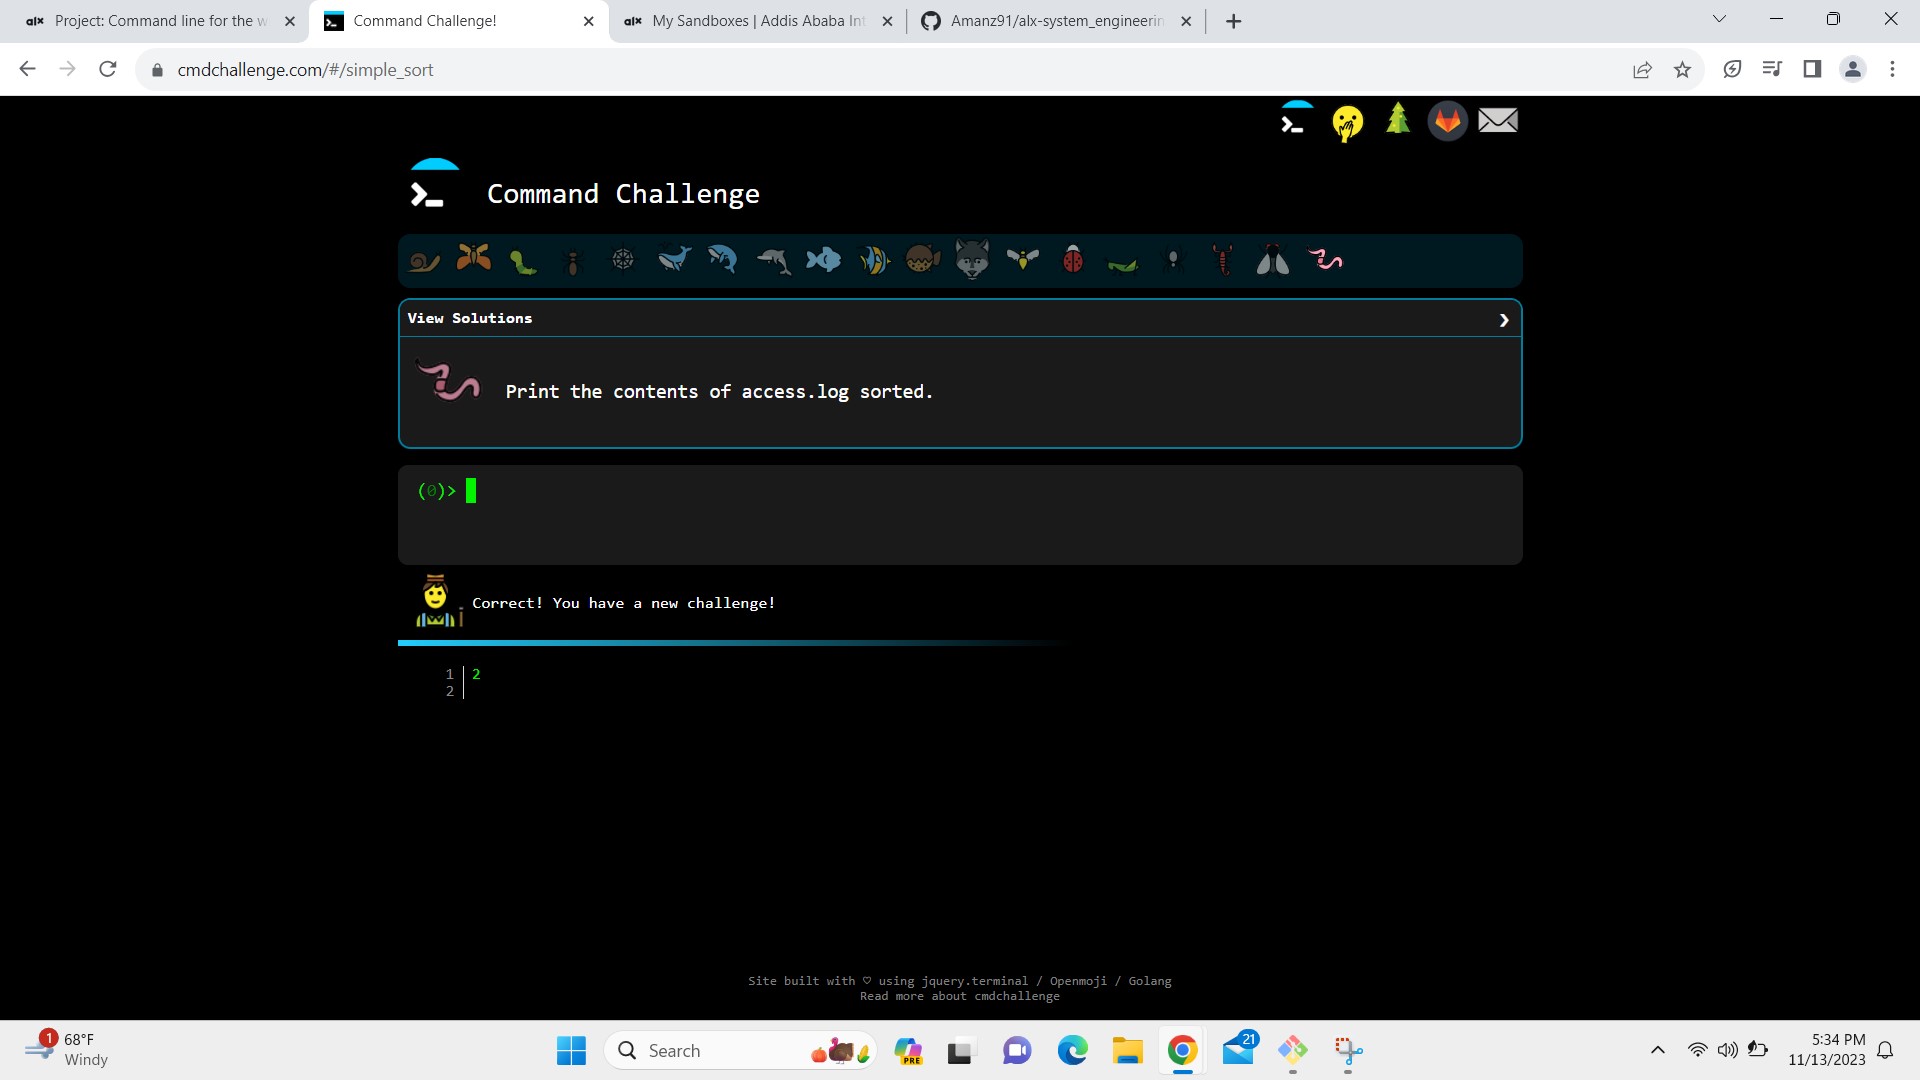 Project: Command line for the w
Command Challenge!
alx My Sandboxes | Addis Ababa Int
Amanz91/alx-system_engineerin
cmdchallenge.com/#/simple_sort
Command Challenge
View Solutions
Print the contents of access.log sorted.
(0)>
Correct! You have a new challenge!
1 2
2
Site built with ♡ using jquery.terminal / Openmoji / Golang
Read more about cmdchallenge
1
68°F
Windy
Search
PRE
21
5:34 PM
11/13/2023